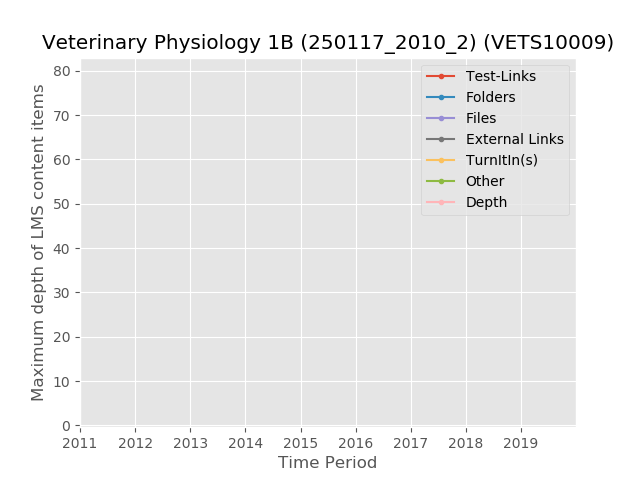 Veterinary Physiology 1B (250117_2010_2) (VETS10009)
Maximum depth of LMS content items
80
70
60
50
40
30
20
10
0
Test-Links
Folders
Files
External Links
TurnItIn(s)
Other
Depth
2011 2012 2013 2014 2015 2016 2017 2018 2019
Time Period